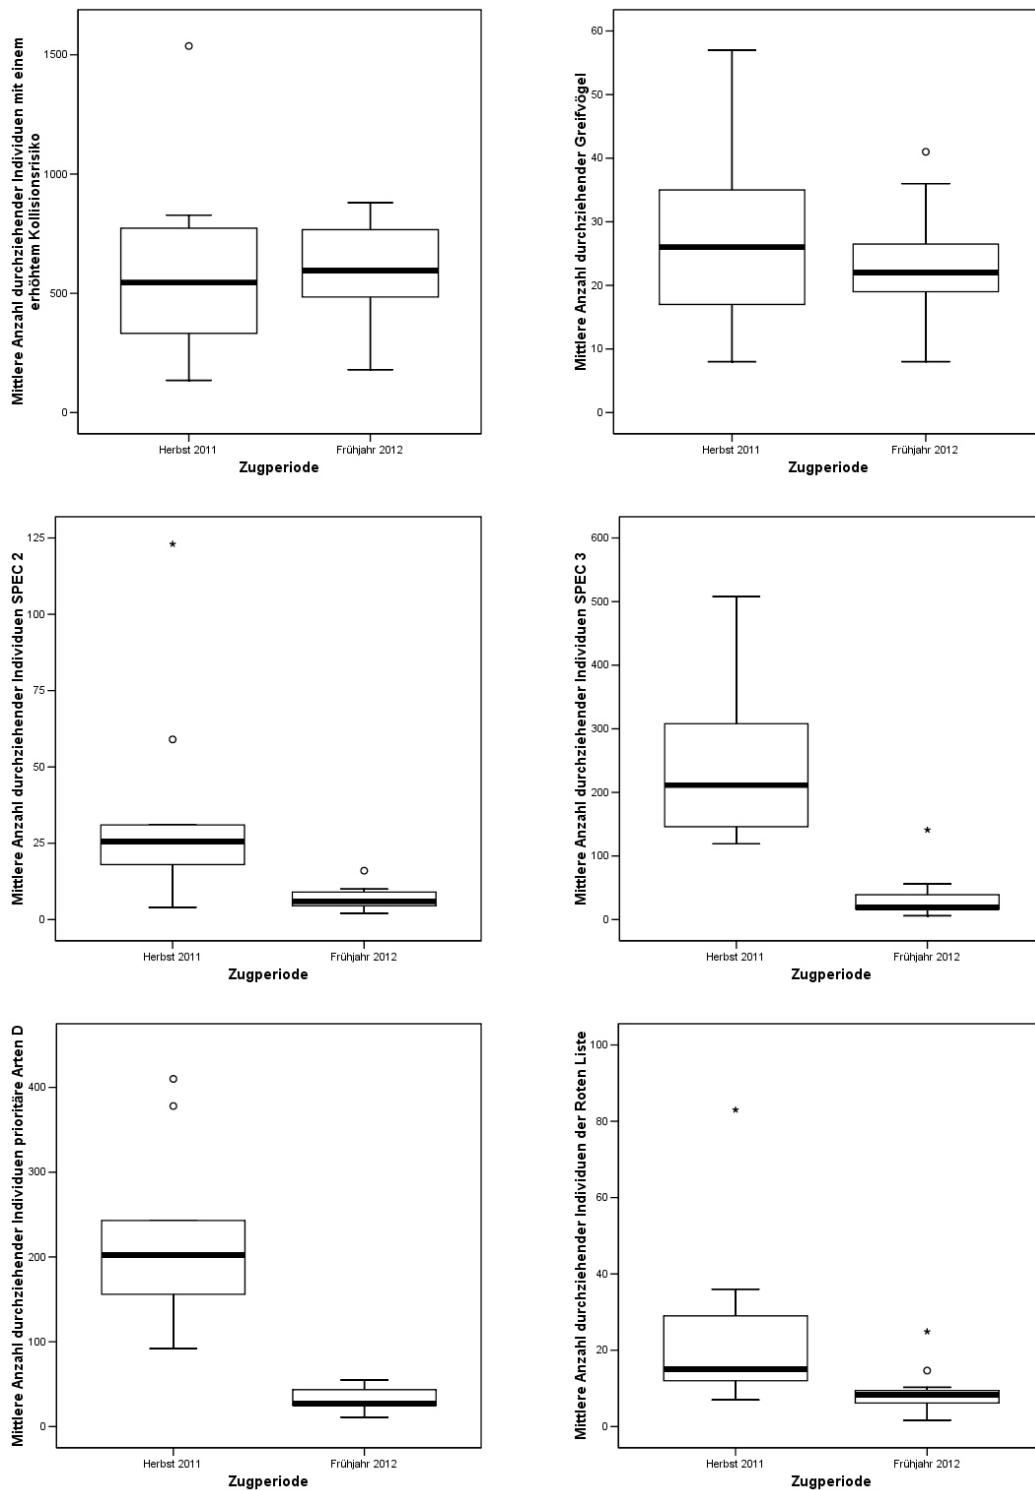 Mittlere Anzahl durchziehender Individuen mit einem
erhöhtem Kollisionsrisiko
1500
1000
500
0
Herbst 2011
Frühjahr 2012
Zugperiode
Mittlere Anzahl durchziehender Greifvögel
60
50
40
30
20
10
0
Herbst 2011
Frühjahr 2012
Zugperiode
Mittlere Anzahl durchziehender Individuen SPEC 2
125
100
75
50
25
0
Herbst 2011
Frühjahr 2012
Zugperiode
Mittlere Anzahl durchziehender Individuen SPEC 3
600
500
400
300
200
100
0
Herbst 2011
Frühjahr 2012
Zugperiode
Mittlere Anzahl durchziehender Individuen prioritäre Arten D
400
300
200
100
0
Herbst 2011
Frühjahr 2012
Zugperiode
Mittlere Anzahl durchziehender Individuen der Roten Liste
100
80
60
40
20
0
Herbst 2011
Frühjahr 2012
Zugperiode